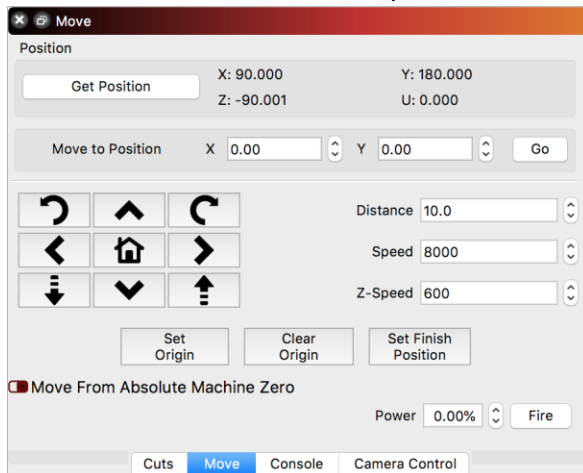 Move
Position
Get Position
X: 90.000
Y: 180.000
Z: -90.001
U: 0.000
Move to Position X 0.00 Y 0.00 Go
Distance 10.0
Speed 8000
Z-Speed 600
Set
Origin
Clear
Origin
Set Finish
Position
Move From Absolute Machine Zero
Power 0.00% Fire
Cuts Move Console Camera Control